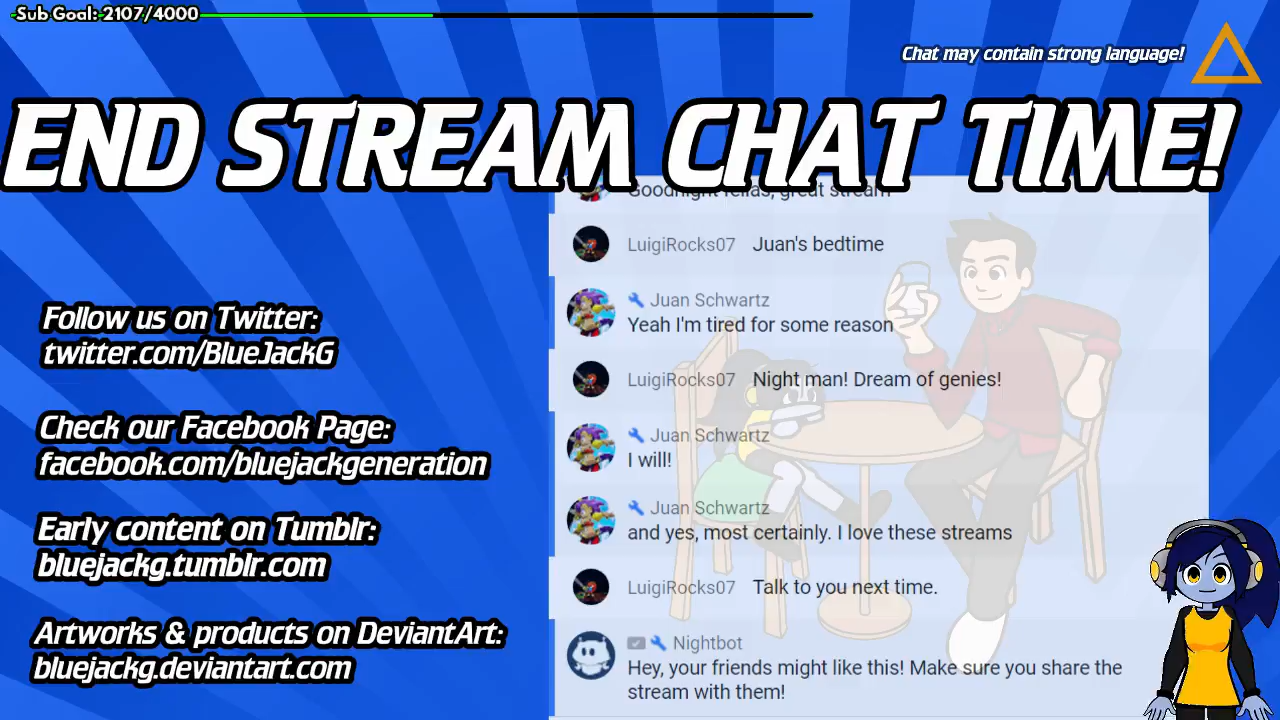 Sub Goal: 2107/4000
Chat may contain strong language!
END STREAM CHAT TIME!
Goodnight fellas, great stream
LuigiRocks07 Juan's bedtime
Juan Schwartz
Yeah I'm tired for some reason
LuigiRocks07 Night man! Dream of genies!
Juan Schwartz
I will!
Juan Schwartz
and yes, most certainly. I love these streams
LuigiRocks07 Talk to you next time.
Nightbot
Hey, your friends might like this! Make sure you share the
stream with them!
Follow us on Twitter:
twitter.com/BlueJackG
Check our Facebook Page:
facebook.com/bluejackgeneration
Early content on Tumblr:
bluejackg.tumblr.com
Artworks & products on DeviantArt:
bluejackg.deviantart.com